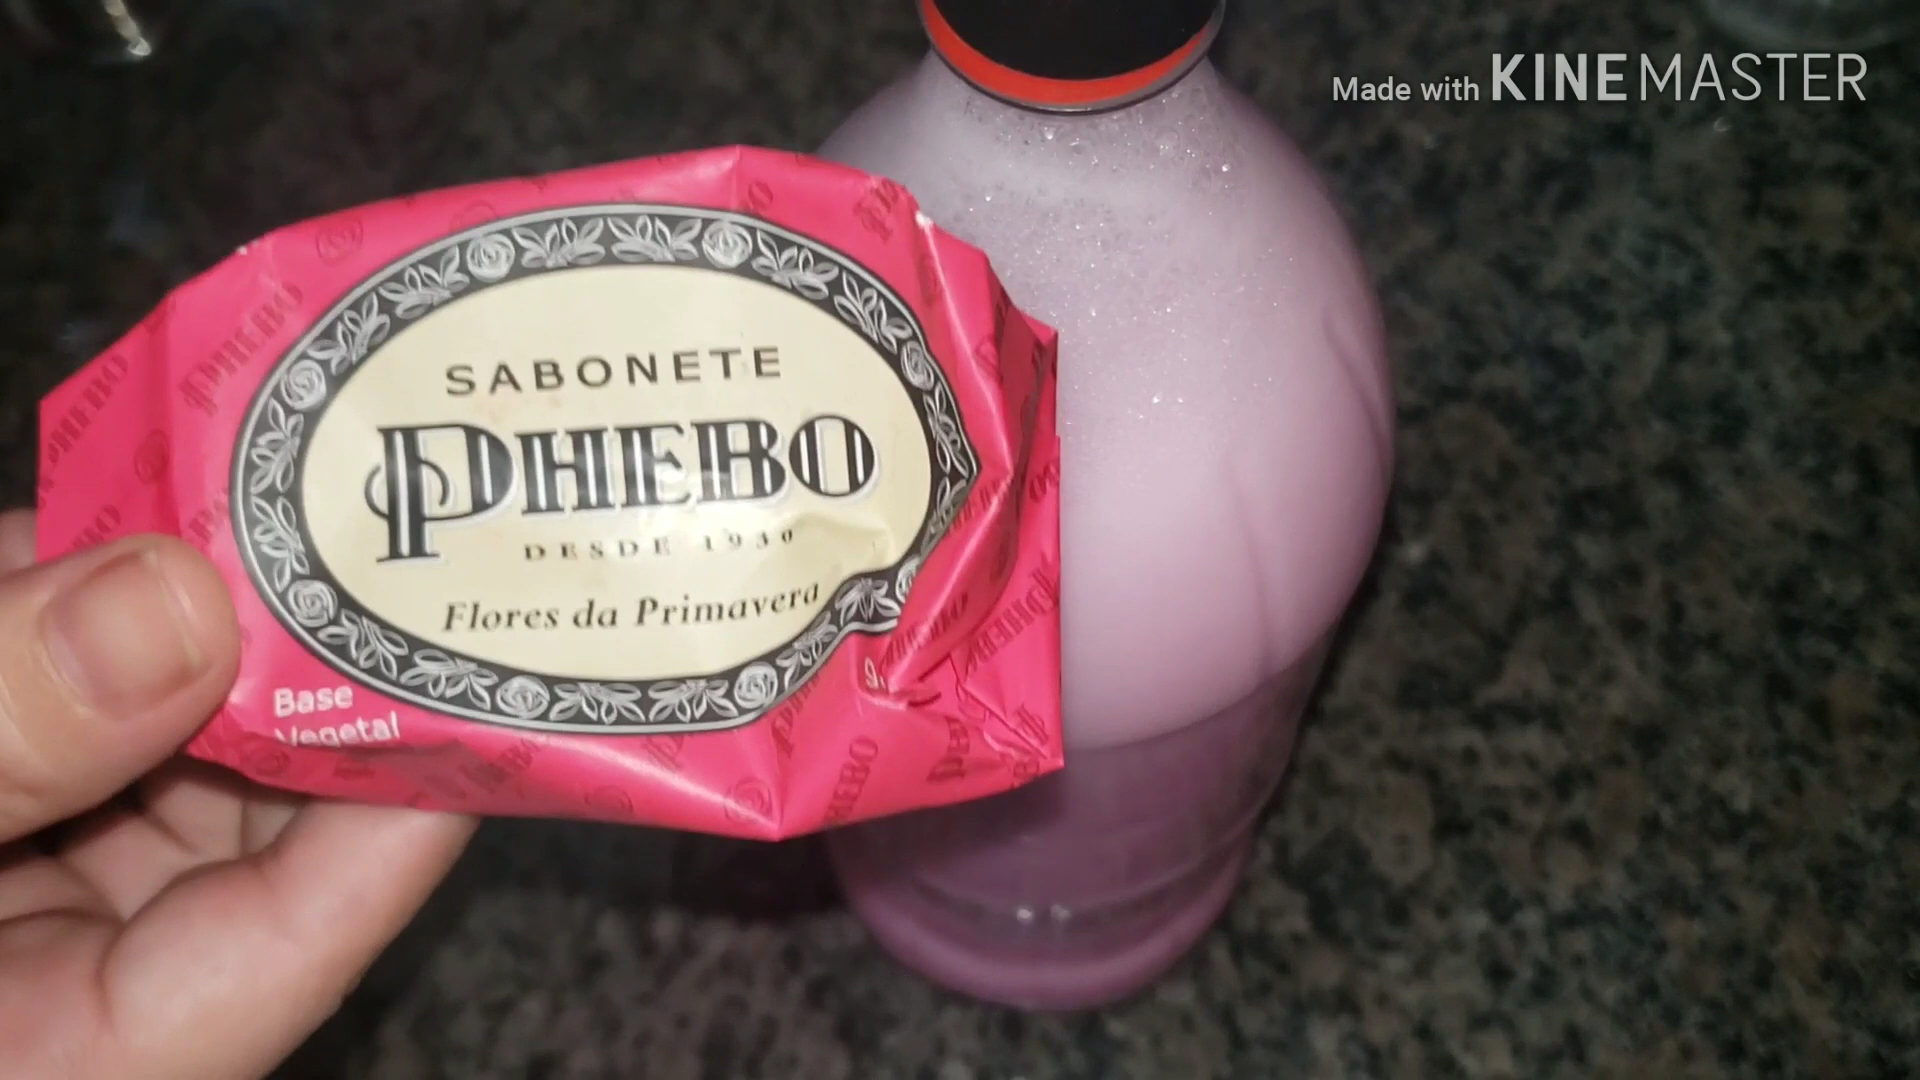 Made with KINEMASTER
SABONETE
PHEBO
DESDE 1930
Flores da Primavera
Base
Vegetal